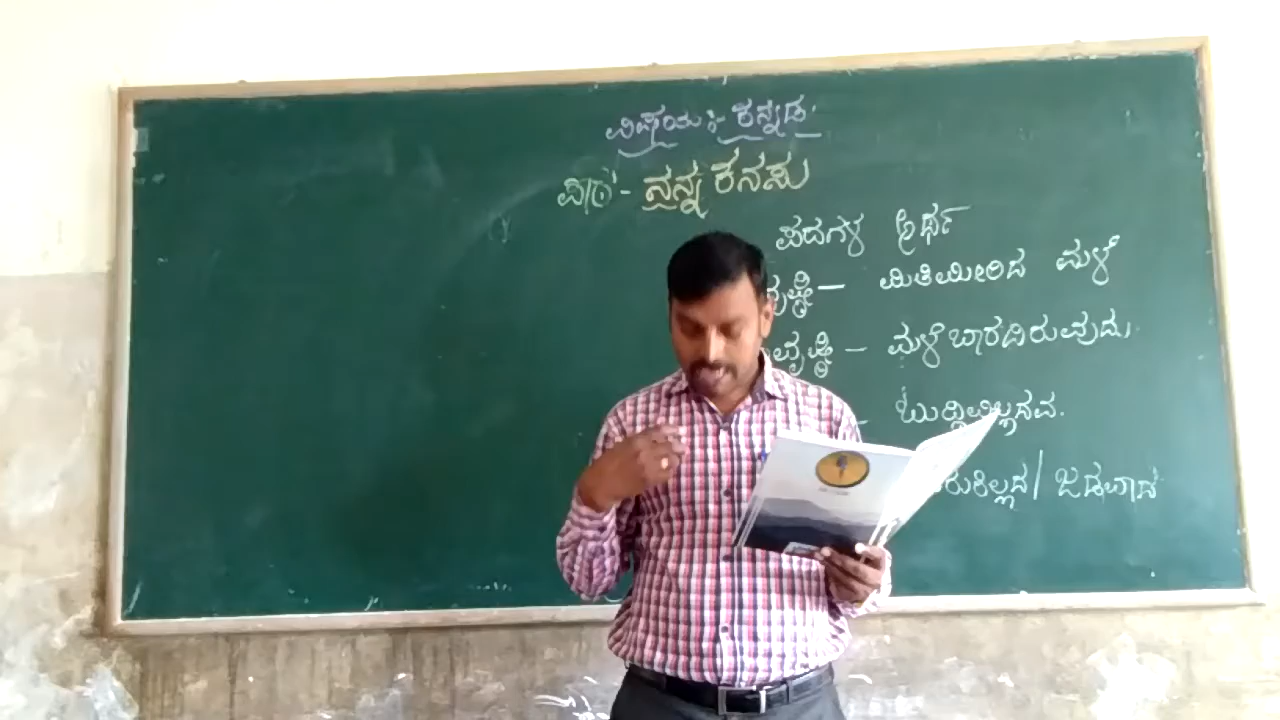 ವಿಷಯ :- ಕನ್ನಡ.
ಪಾಠ - ನನ್ನ ಕನಸು
ಪದಗಳ ಅರ್ಥ
ವೃಷ್ಠಿ — ಮಿತಿಮೀರಿದ ಮಳೆ
ವೃಷ್ಠಿ — ಮಳೆ ಬಾರದಿರುವುದು.
— ಬುದ್ಧಿಯಿಲ್ಲದವ.
/ ಜಡವಾದ